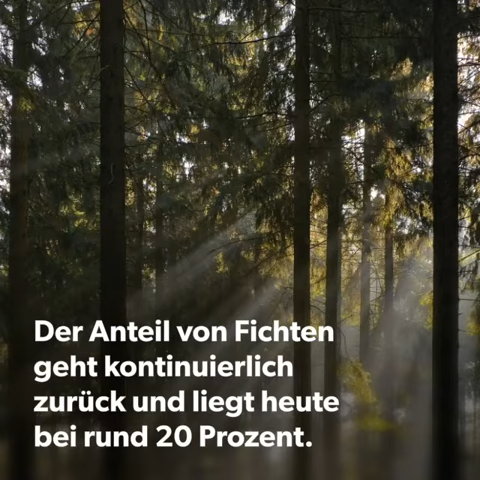 Der Anteil von Fichten
geht kontinuierlich
zurück und liegt heute
bei rund 20 Prozent.